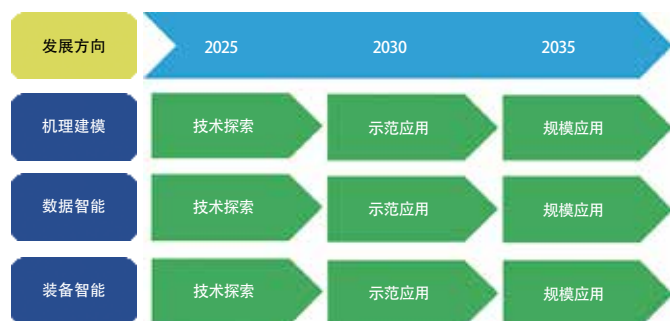 发展方向 2025 2030 2035
机理建模 技术探索 示范应用 规模应用
数据智能 技术探索 示范应用 规模应用
装备智能 技术探索 示范应用 规模应用